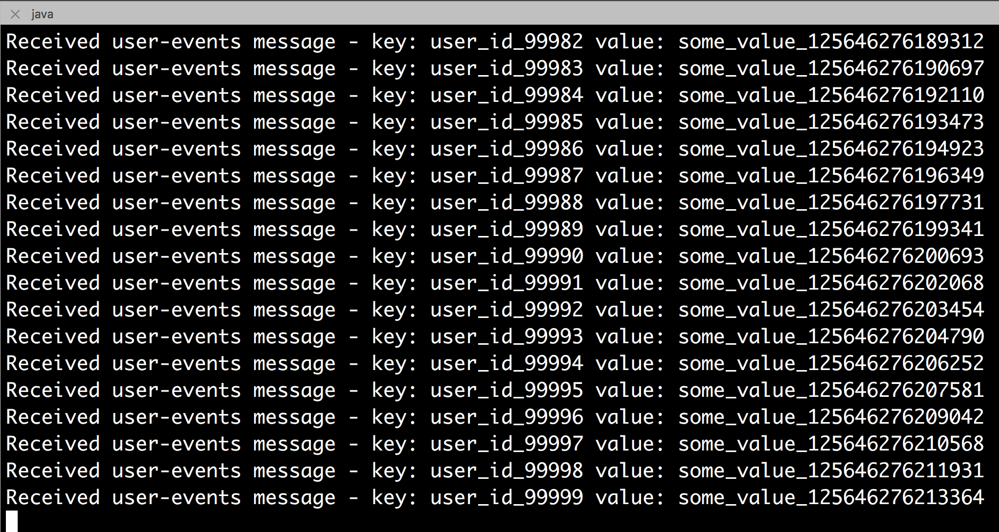 java
Received user-events message - key: user_id_99982 value: some_value_125646276189312
Received user-events message - key: user_id_99983 value: some_value_125646276190697
Received user-events message - key: user_id_99984 value: some_value_125646276192110
Received user-events message - key: user_id_99985 value: some_value_125646276193473
Received user-events message - key: user_id_99986 value: some_value_125646276194923
Received user-events message - key: user_id_99987 value: some_value_125646276196349
Received user-events message - key: user_id_99988 value: some_value_125646276197731
Received user-events message - key: user_id_99989 value: some_value_125646276199341
Received user-events message - key: user_id_99990 value: some_value_125646276200693
Received user-events message - key: user_id_99991 value: some_value_125646276202068
Received user-events message - key: user_id_99992 value: some_value_125646276203454
Received user-events message - key: user_id_99993 value: some_value_125646276204790
Received user-events message - key: user_id_99994 value: some_value_125646276206252
Received user-events message - key: user_id_99995 value: some_value_125646276207581
Received user-events message - key: user_id_99996 value: some_value_125646276209042
Received user-events message - key: user_id_99997 value: some_value_125646276210568
Received user-events message - key: user_id_99998 value: some_value_125646276211931
Received user-events message - key: user_id_99999 value: some_value_125646276213364